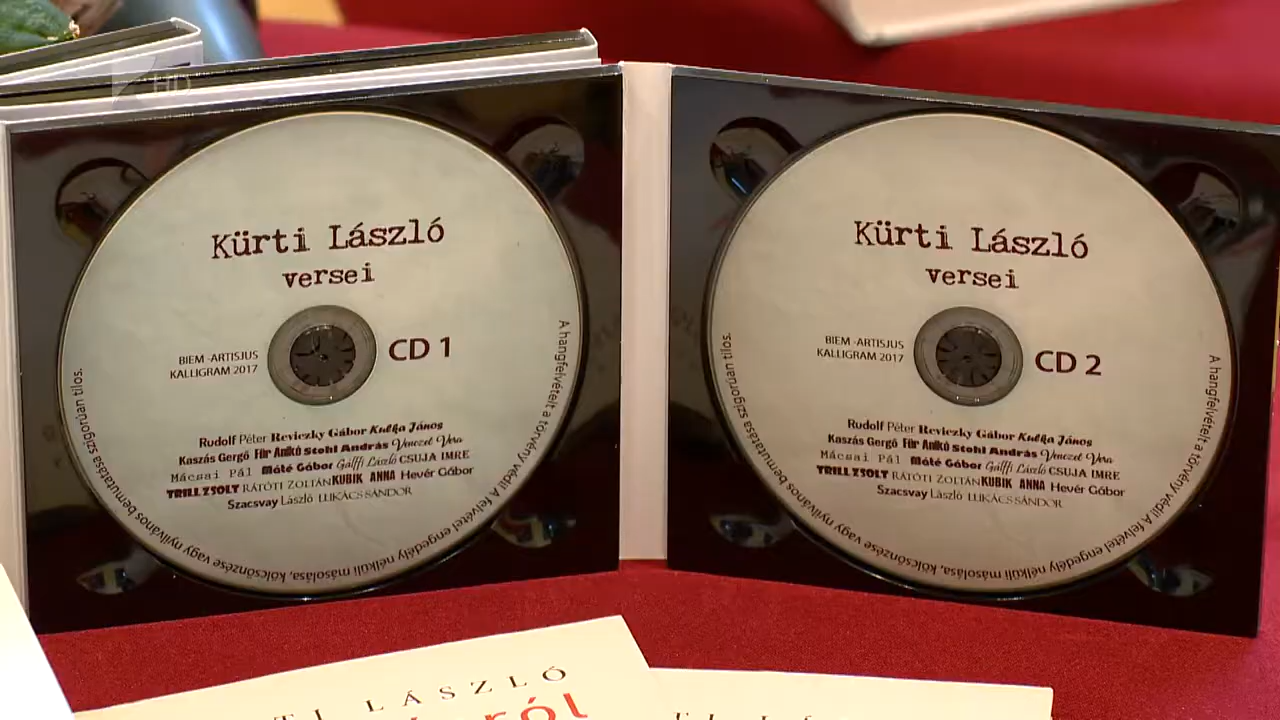 HD
Kürti László
versei
BIEM -ARTISJUS
KALLIGRAM 2017
CD 1
Rudolf Péter Reviczky Gábor Kulka János
Kaszás Gergő Für Anikó Stohl András Venczel Vera
Mácsai Pál Máté Gábor Gálffi László CSUJA IMRE
TRILL ZSOLT RÁTÓTI ZOLTÁN KUBIK ANNA Hevér Gábor
Szacsvay László LUKÁCS SÁNDOR
A hangfelvételt a törvény védi! A felvétel engedély nélküli másolása, kölcsönzése vagy nyilvános bemutatása szigorúan tilos.
Kürti László
versei
BIEM -ARTISJUS
KALLIGRAM 2017
CD 2
Rudolf Péter Reviczky Gábor Kulka János
Kaszás Gergő Für Anikó Stohl András Venczel Vera
Mácsai Pál Máté Gábor Gálffi László CSUJA IMRE
TRILL ZSOLT RÁTÓTI ZOLTÁN KUBIK ANNA Hevér Gábor
Szacsvay László LUKÁCS SÁNDOR
A hangfelvételt a törvény védi! A felvétel engedély nélküli másolása, kölcsönzése vagy nyilvános bemutatása szigorúan tilos.
LÁSZLÓ